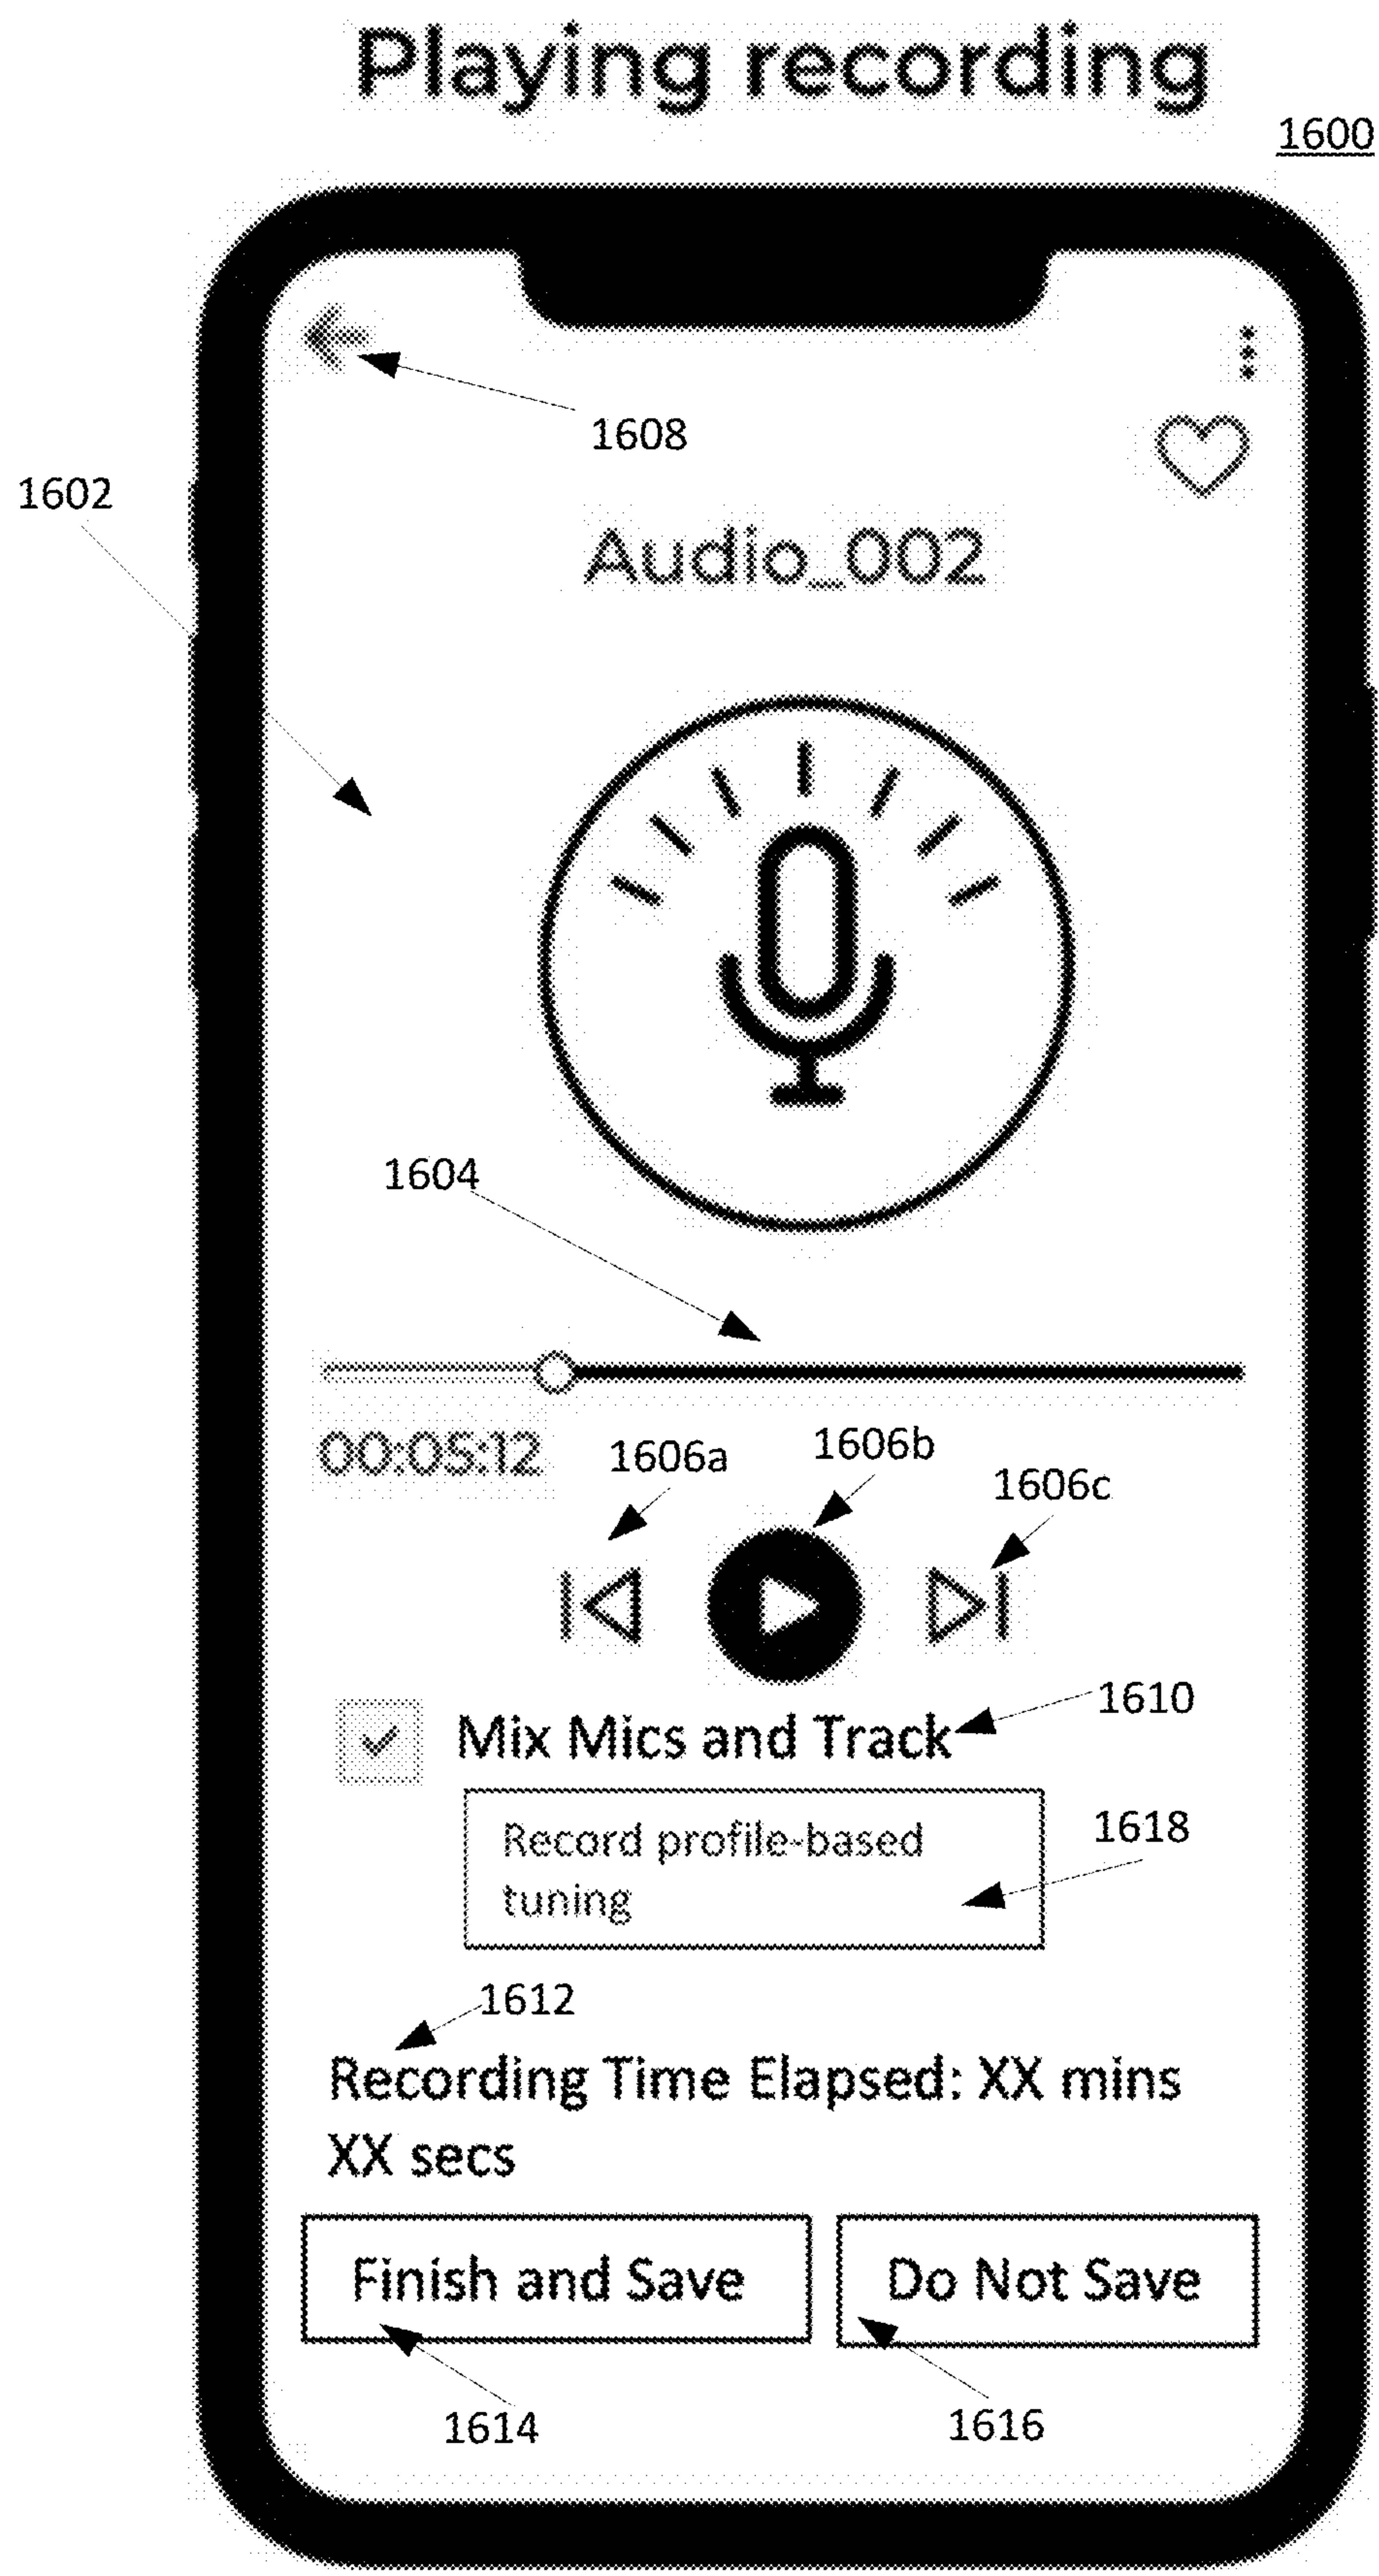 Playing recording
1600
1608
1602
Audio_002
1604
00:05:12
1606a
1606b
1606c
Mix Mics and Track
1610
Record profile-based
tuning
1618
1612
Recording Time Elapsed: XX mins
XX secs
Finish and Save
Do Not Save
1614
1616